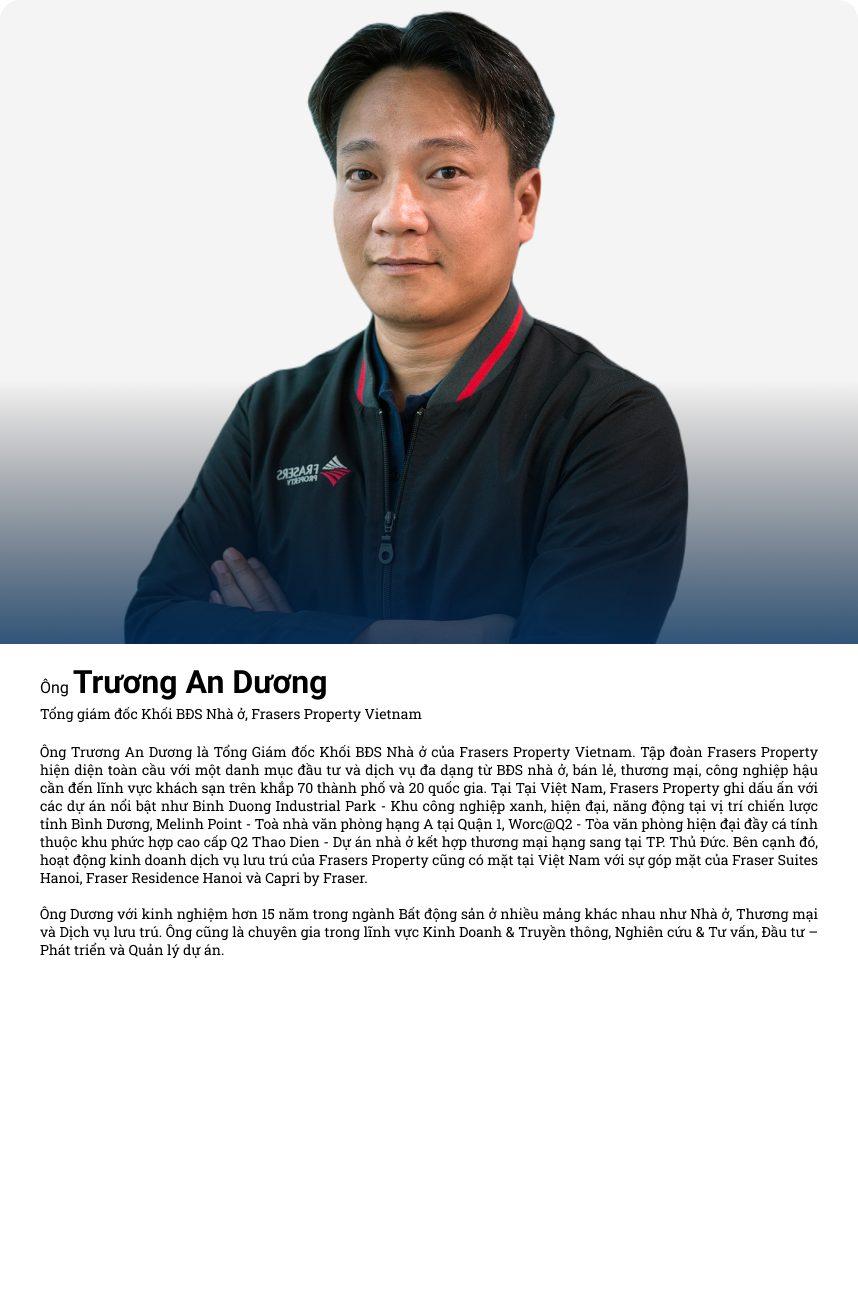 FRASERS
PROPERTY
Ông Trương An Dương
Tổng giám đốc Khối BĐS Nhà ở, Frasers Property Vietnam
Ông Trương An Dương là Tổng Giám đốc Khối BĐS Nhà ở của Frasers Property Vietnam. Tập đoàn Frasers Property
hiện diện toàn cầu với một danh mục đầu tư và dịch vụ đa dạng từ BĐS nhà ở, bán lẻ, thương mại, công nghiệp hậu
cần đến lĩnh vực khách sạn trên khắp 70 thành phố và 20 quốc gia. Tại Tại Việt Nam, Frasers Property ghi dấu ấn với
các dự án nổi bật như Binh Duong Industrial Park - Khu công nghiệp xanh, hiện đại, năng động tại vị trí chiến lược
tỉnh Bình Dương, Melinh Point - Toà nhà văn phòng hạng A tại Quận 1, Worc@Q2 - Tòa văn phòng hiện đại đầy cá tính
thuộc khu phức hợp cao cấp Q2 Thao Dien - Dự án nhà ở kết hợp thương mại hạng sang tại TP. Thủ Đức. Bên cạnh đó,
hoạt động kinh doanh dịch vụ lưu trú của Frasers Property cũng có mặt tại Việt Nam với sự góp mặt của Fraser Suites
Hanoi, Fraser Residence Hanoi và Capri by Fraser.
Ông Dương với kinh nghiệm hơn 15 năm trong ngành Bất động sản ở nhiều mảng khác nhau như Nhà ở, Thương mại
và Dịch vụ lưu trú. Ông cũng là chuyên gia trong lĩnh vực Kinh Doanh & Truyền thông, Nghiên cứu & Tư vấn, Đầu tư –
Phát triển và Quản lý dự án.